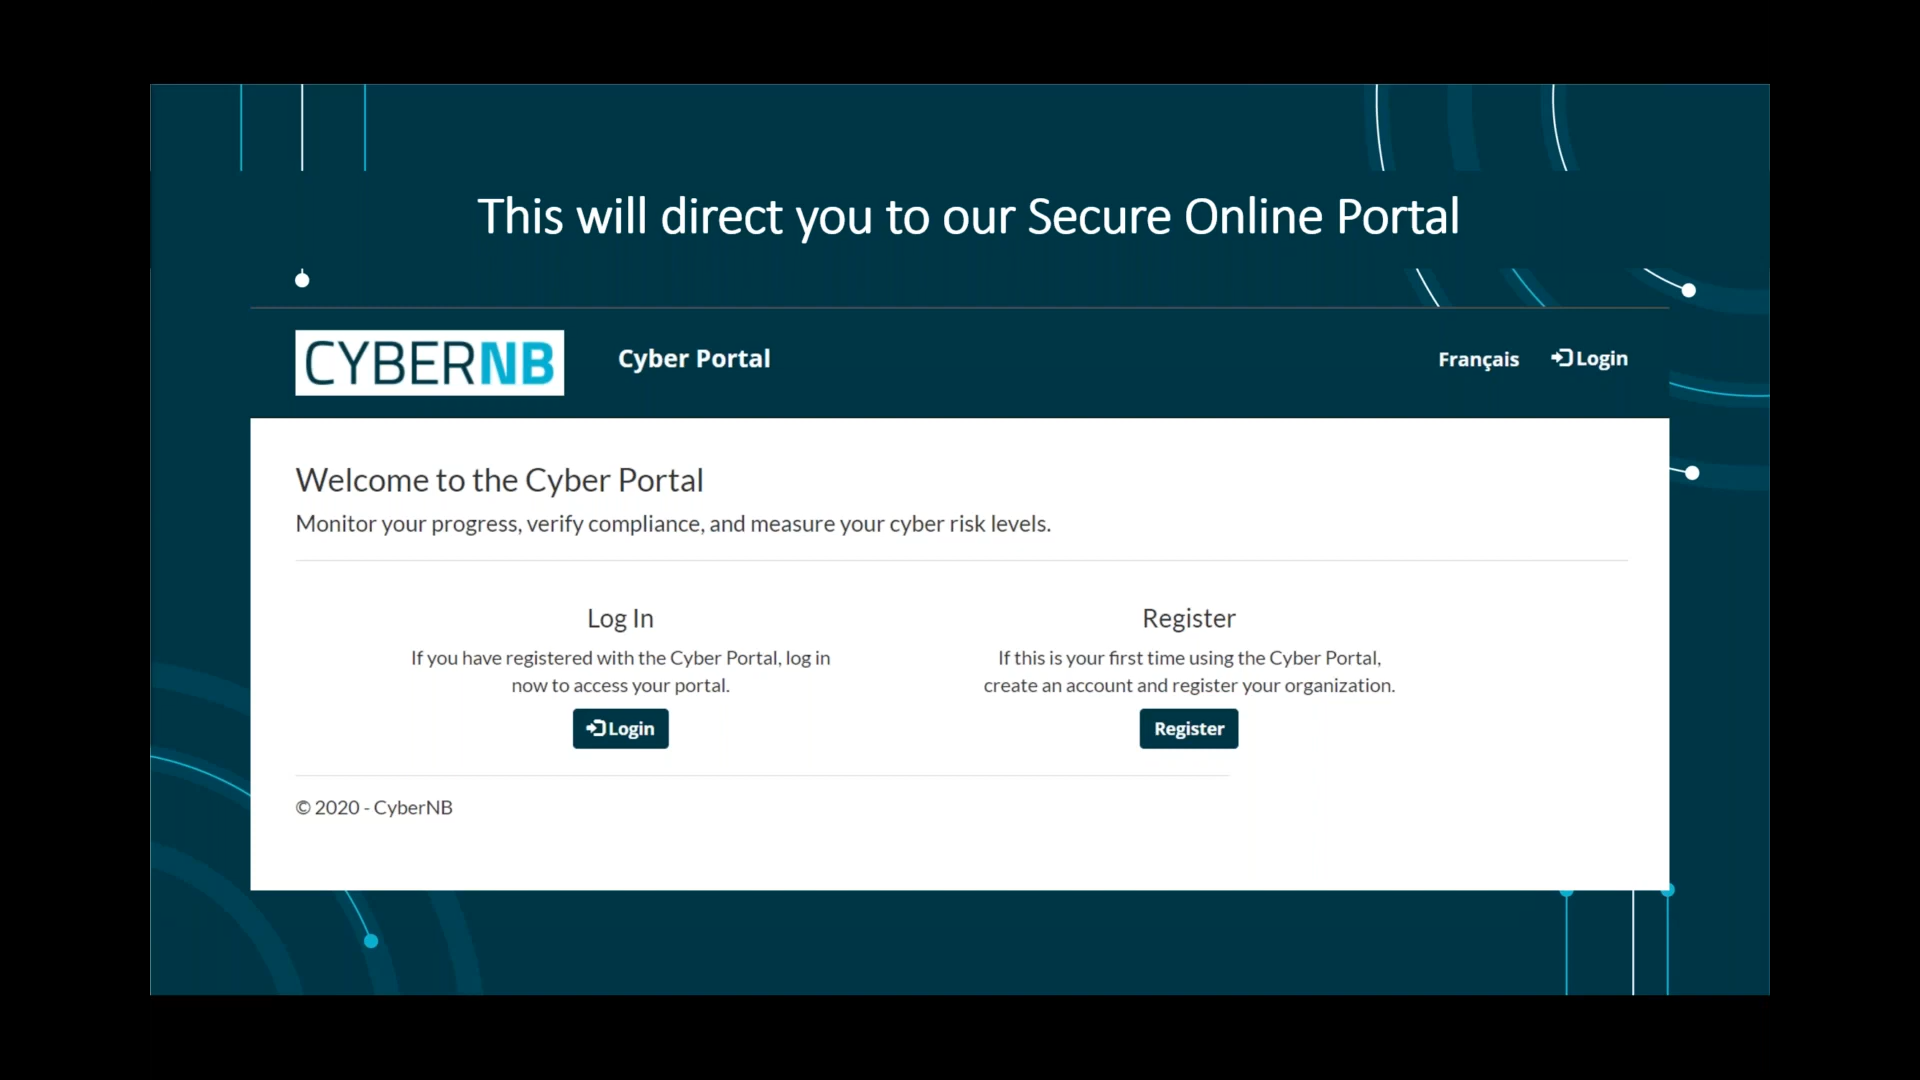 This will direct you to our Secure Online Portal
CYBERNB
Cyber Portal
Français
Login
Welcome to the Cyber Portal
Monitor your progress, verify compliance, and measure your cyber risk levels.
Log In
If you have registered with the Cyber Portal, log in
now to access your portal.
Login
Register
If this is your first time using the Cyber Portal,
create an account and register your organization.
Register
© 2020 - CyberNB